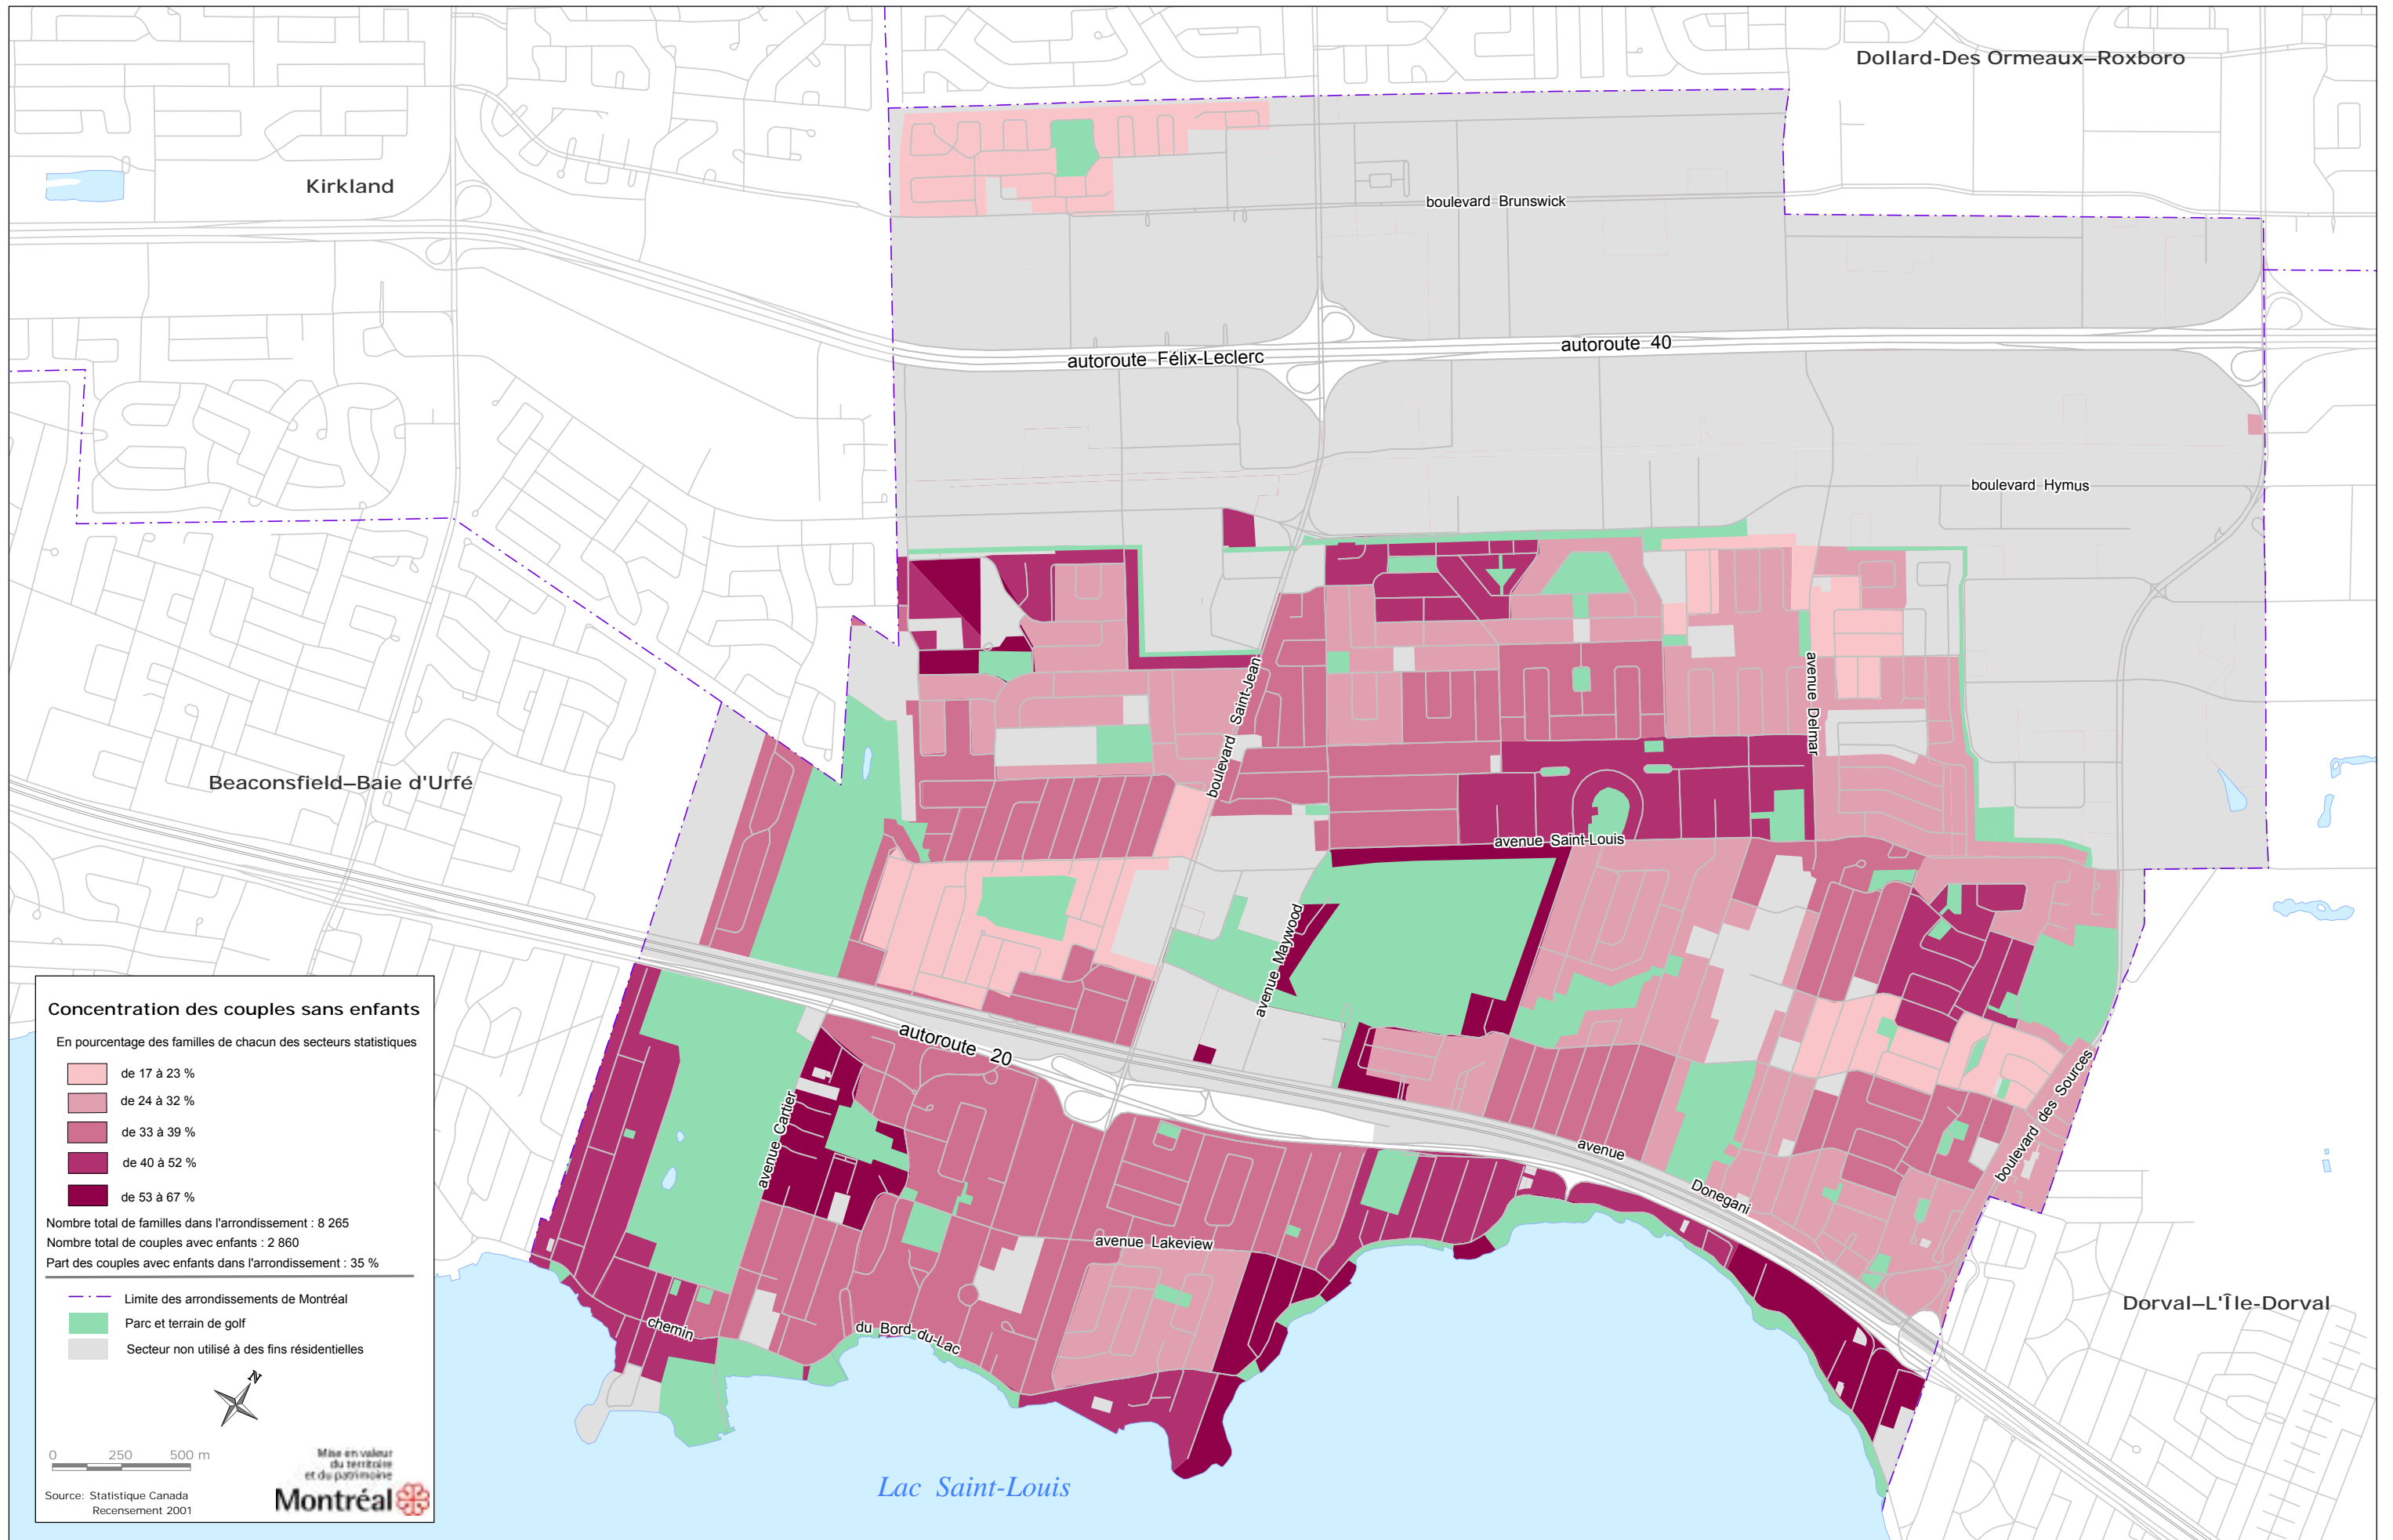 Dollard-Des Ormeaux–Roxboro
Kirkland
boulevard Brunswick
autoroute Félix-Leclerc
autoroute 40
boulevard Hymus
boulevard Saint-Jean
avenue Delmar
Beaconsfield–Baie d'Urfé
avenue Saint-Louis
avenue Maywood
autoroute 20
avenue Cartier
boulevard des Sources
avenue Donegani
avenue Lakeview
chemin du Bord-du-Lac
Dorval–L'Île-Dorval
Lac Saint-Louis
Concentration des couples sans enfants
En pourcentage des familles de chacun des secteurs statistiques
de 17 à 23 %
de 24 à 32 %
de 33 à 39 %
de 40 à 52 %
de 53 à 67 %
Nombre total de familles dans l'arrondissement : 8 265
Nombre total de couples avec enfants : 2 860
Part des couples avec enfants dans l'arrondissement : 35 %
Limite des arrondissements de Montréal
Parc et terrain de golf
Secteur non utilisé à des fins résidentielles
N
0 250 500 m
Mise en valeur
du territoire
et du patrimoine
Montréal
Source: Statistique Canada
Recensement 2001